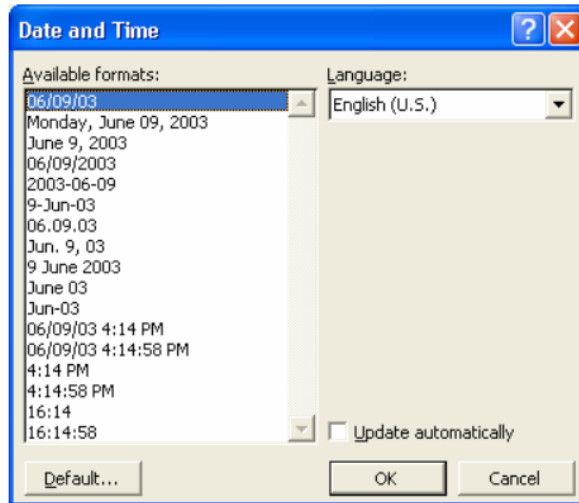 Date and Time
Available formats:
06/09/03
Monday, June 09, 2003
June 9, 2003
06/09/2003
2003-06-09
9-Jun-03
06.09.03
Jun. 9, 03
9 June 2003
June 03
Jun-03
06/09/03 4:14 PM
06/09/03 4:14:58 PM
4:14 PM
4:14:58 PM
16:14
16:14:58
Language:
English (U.S.)
Update automatically
Default...
OK
Cancel